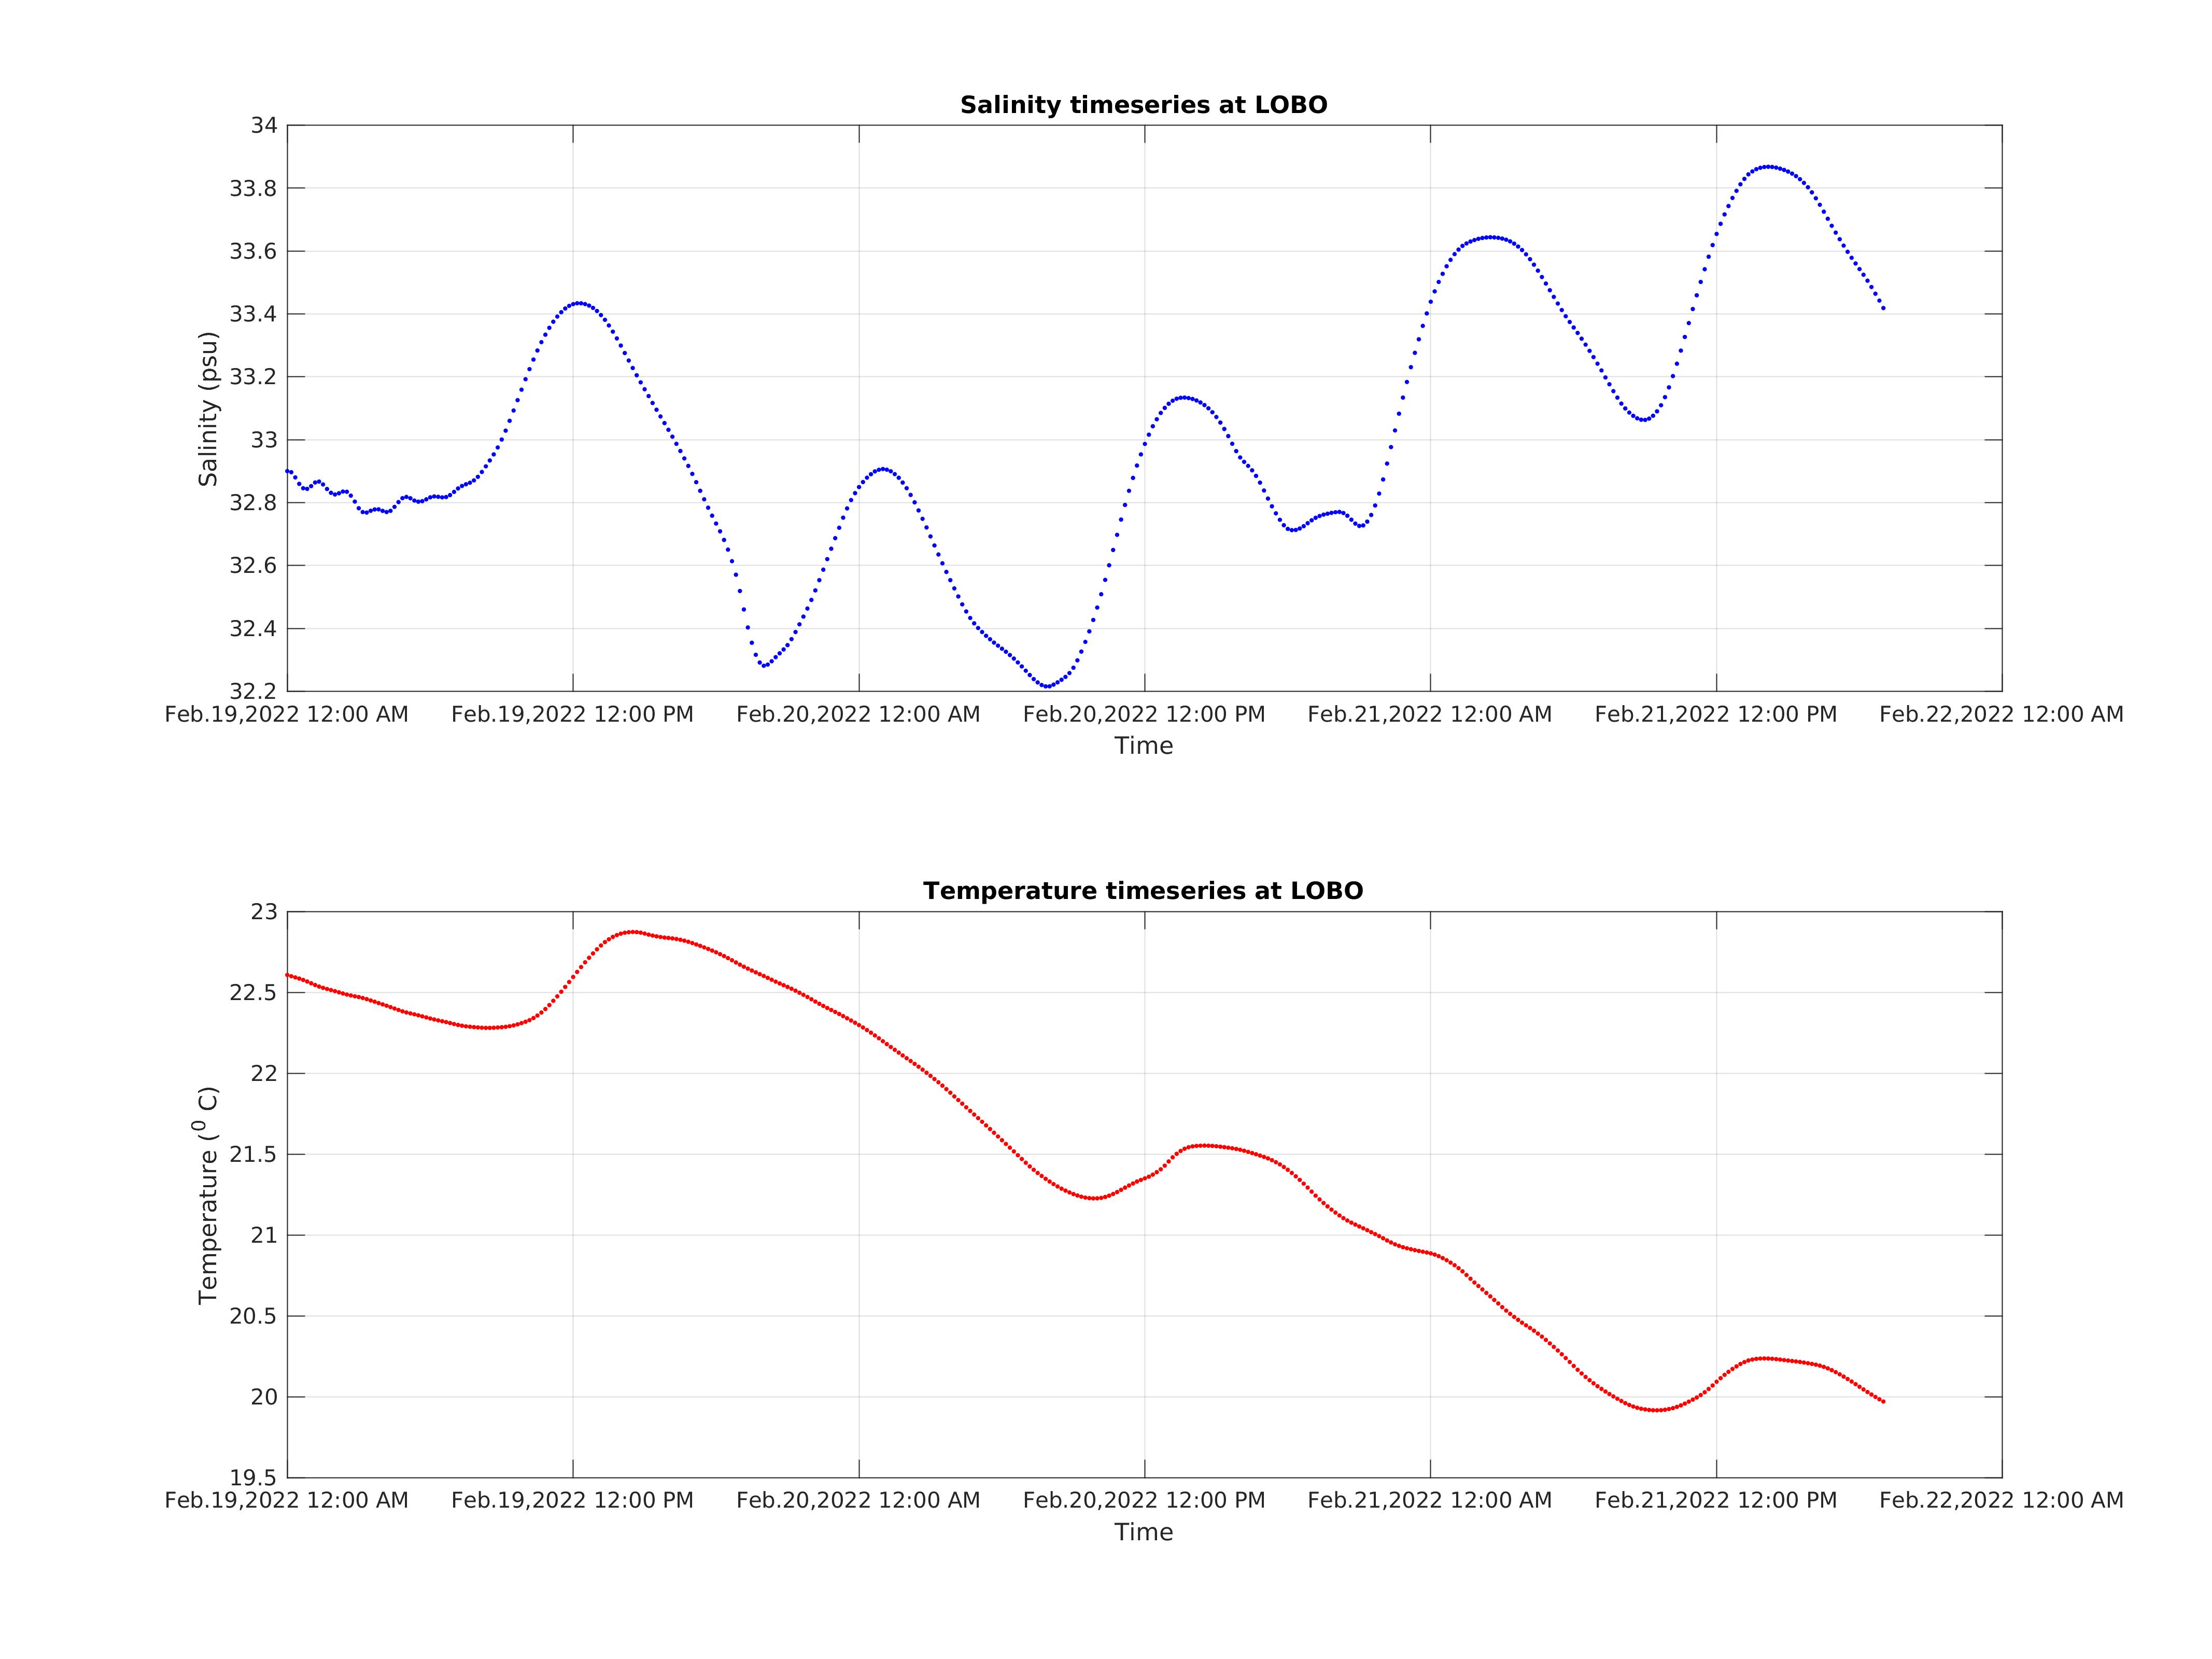 Salinity timeseries at LOBO
34
33.8
33.6
33.4
33.2
33
32.8
32.6
32.4
32.2
Salinity (psu)
Feb.19,2022 12:00 AM Feb.19,2022 12:00 PM Feb.20,2022 12:00 AM Feb.20,2022 12:00 PM Feb.21,2022 12:00 AM Feb.21,2022 12:00 PM Feb.22,2022 12:00 AM
Time
Temperature timeseries at LOBO
23
22.5
22
21.5
21
20.5
20
19.5
Temperature (⁰ C)
Feb.19,2022 12:00 AM Feb.19,2022 12:00 PM Feb.20,2022 12:00 AM Feb.20,2022 12:00 PM Feb.21,2022 12:00 AM Feb.21,2022 12:00 PM Feb.22,2022 12:00 AM
Time